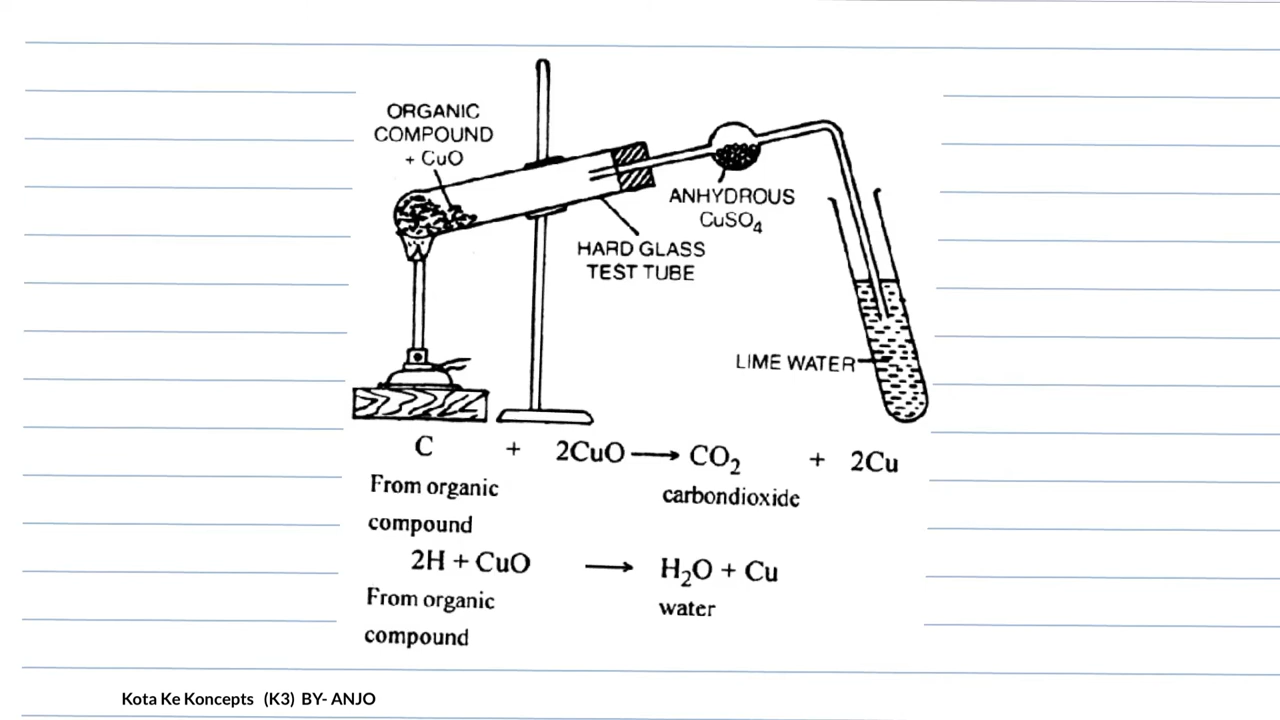 ORGANIC
COMPOUND
+ CuO
ANHYDROUS
CuSO₄
HARD GLASS
TEST TUBE
LIME WATER
C + 2CuO ⟶ CO₂ + 2Cu
From organic carbondioxide
compound
2H + CuO ⟶ H₂O + Cu
From organic water
compound
Kota Ke Koncepts (K3) BY- ANJO